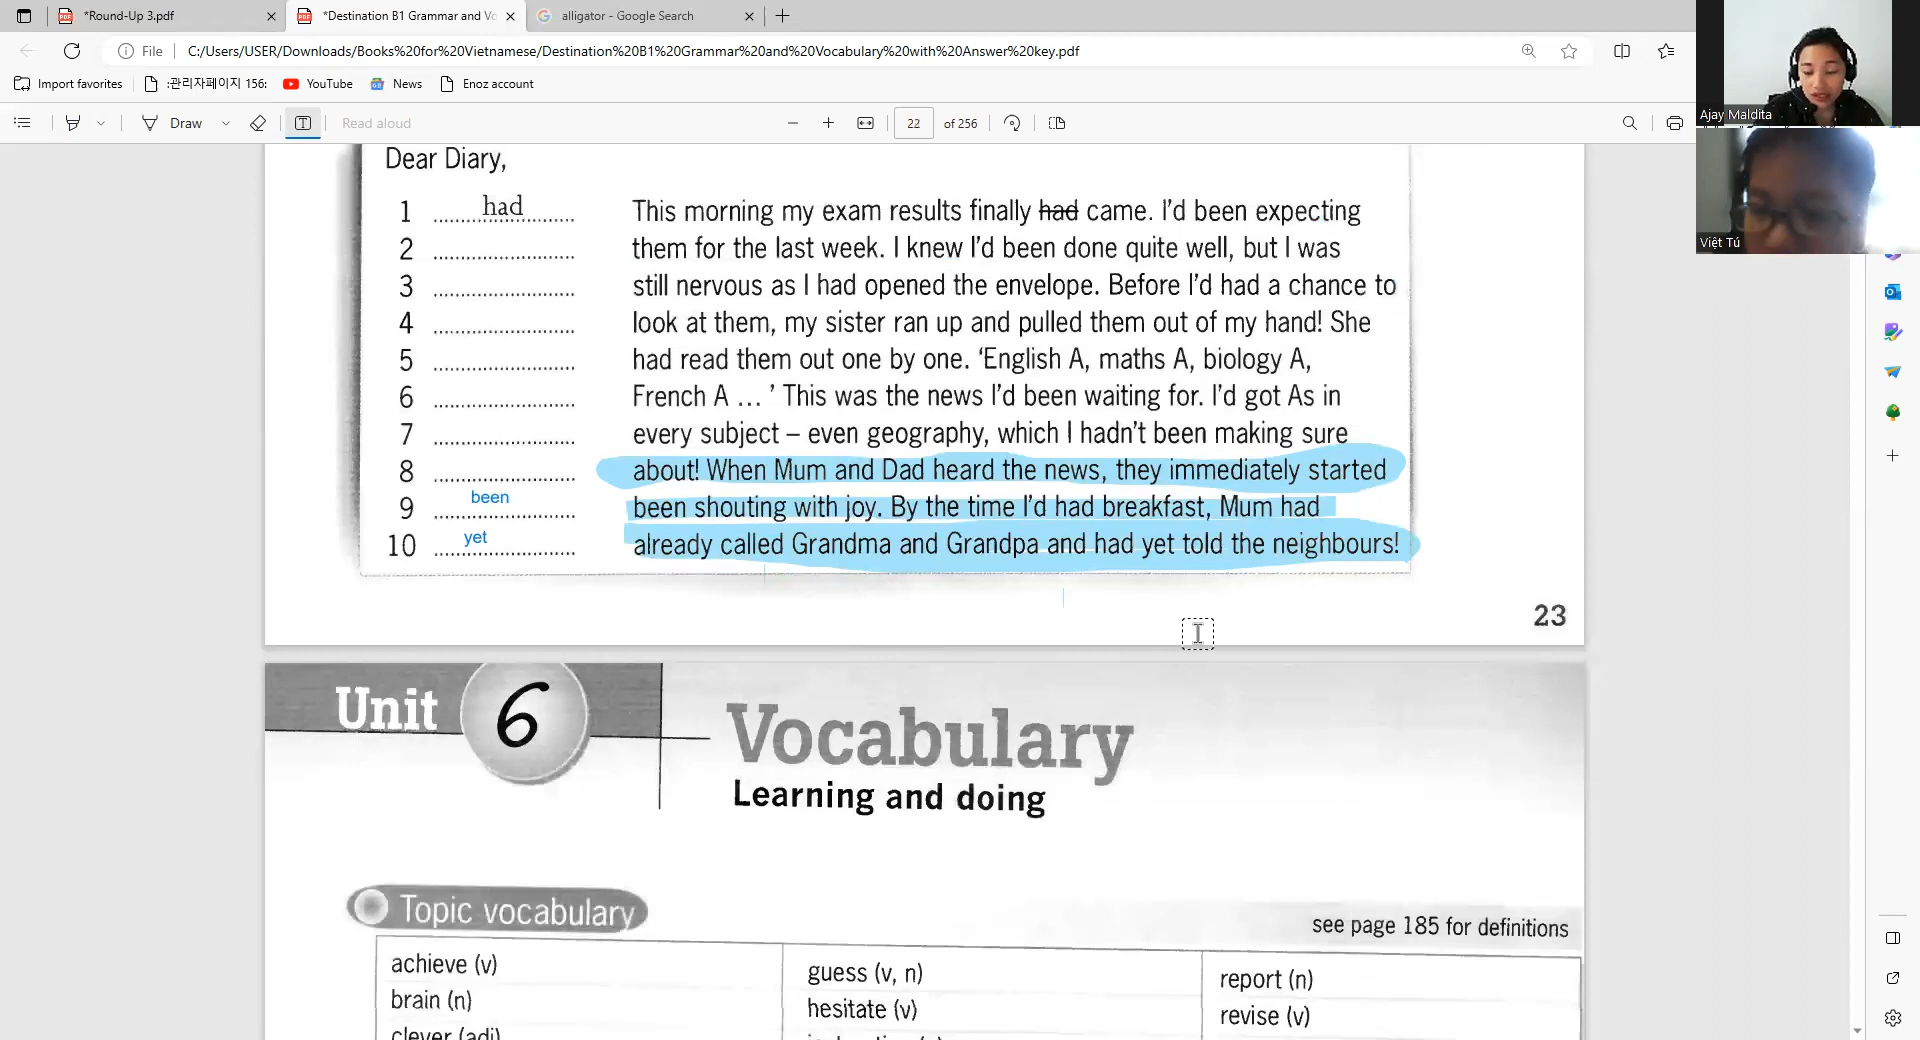 *Round-Up 3.pdf
*Destination B1 Grammar and Vo
alligator - Google Search
File
C:/Users/USER/Downloads/Books%20for%20Vietnamese/Destination%20B1%20Grammar%20and%20Vocabulary%20with%20Answer%20key.pdf
Import favorites
:관리자페이지 156:
YouTube
News
Enoz account
Draw
Read aloud
22 of 256
Ajay Maldita
Việt Tú
Dear Diary,
1 had This morning my exam results finally had came. I'd been expecting
2 them for the last week. I knew I'd been done quite well, but I was
3 still nervous as I had opened the envelope. Before I'd had a chance to
4 look at them, my sister ran up and pulled them out of my hand! She
5 had read them out one by one. 'English A, maths A, biology A,
6 French A ... ' This was the news I'd been waiting for. I'd got As in
7 every subject – even geography, which I hadn't been making sure
8 about! When Mum and Dad heard the news, they immediately started
9 been been shouting with joy. By the time I'd had breakfast, Mum had
10 yet already called Grandma and Grandpa and had yet told the neighbours!
23
Unit 6
Vocabulary
Learning and doing
Topic vocabulary
see page 185 for definitions
achieve (v)
brain (n)
clever (adj)
guess (v, n)
hesitate (v)
report (n)
revise (v)